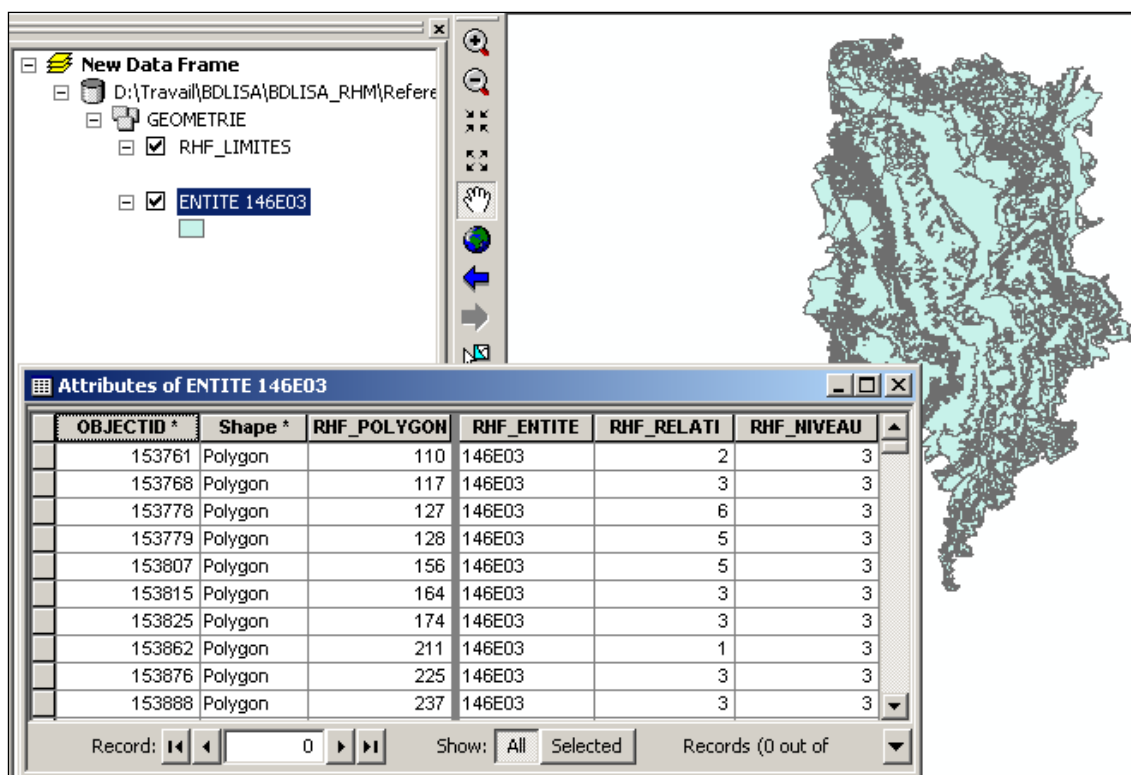 New Data Frame
D:\Travail\BDLISA\BDLISA_RHM\Refere
GEOMETRIE
RHF_LIMITES
ENTITE 146E03
Attributes of ENTITE 146E03
OBJECTID * Shape * RHF_POLYGON RHF_ENTITE RHF_RELATI RHF_NIVEAU
153761 Polygon 110 146E03 2 3
153768 Polygon 117 146E03 3 3
153778 Polygon 127 146E03 6 3
153779 Polygon 128 146E03 5 3
153807 Polygon 156 146E03 5 3
153815 Polygon 164 146E03 3 3
153825 Polygon 174 146E03 3 3
153862 Polygon 211 146E03 1 3
153876 Polygon 225 146E03 3 3
153888 Polygon 237 146E03 3 3
Record: 0 Show: All Selected Records (0 out of